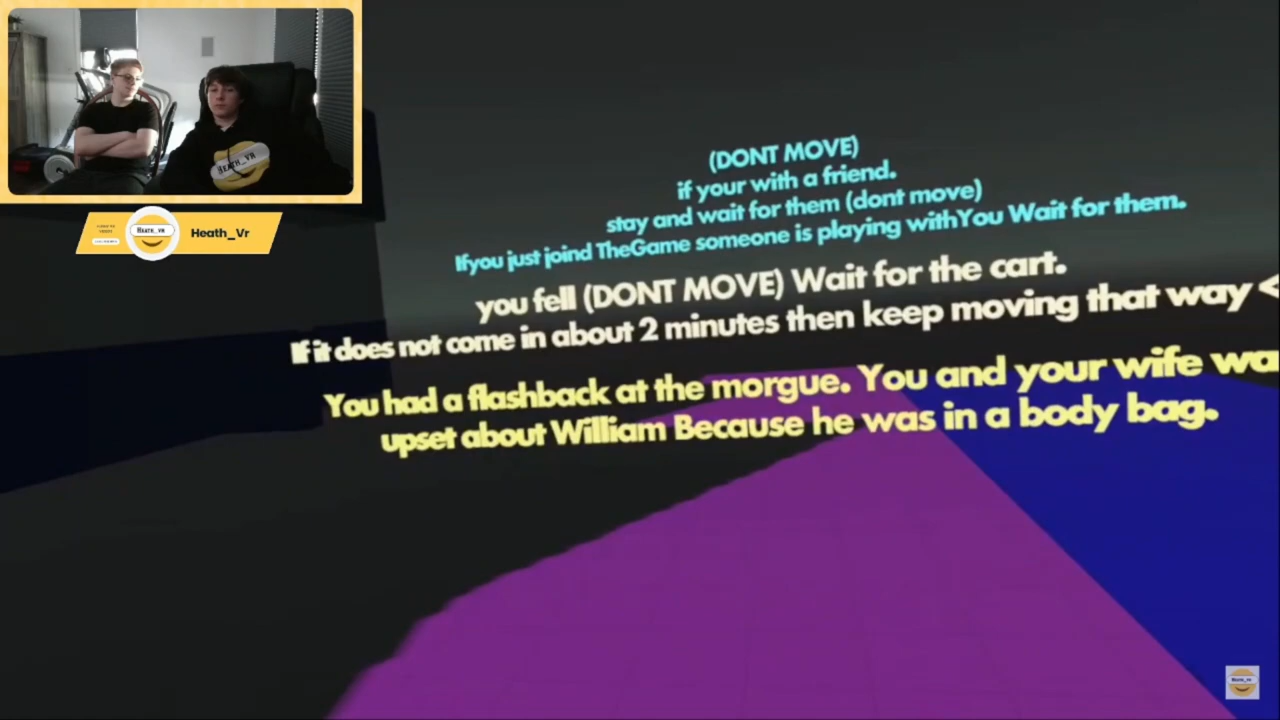 HEATH_VR
HEATH_VR
Heath_Vr
(DONT MOVE)
if your with a friend.
stay and wait for them (dont move)
Ifyou just joind TheGame someone is playing withYou Wait for them.
you fell (DONT MOVE) Wait for the cart.
If it does not come in about 2 minutes then keep moving that way <
You had a flashback at the morgue. You and your wife wa
upset about William Because he was in a body bag.
HEATH_VR